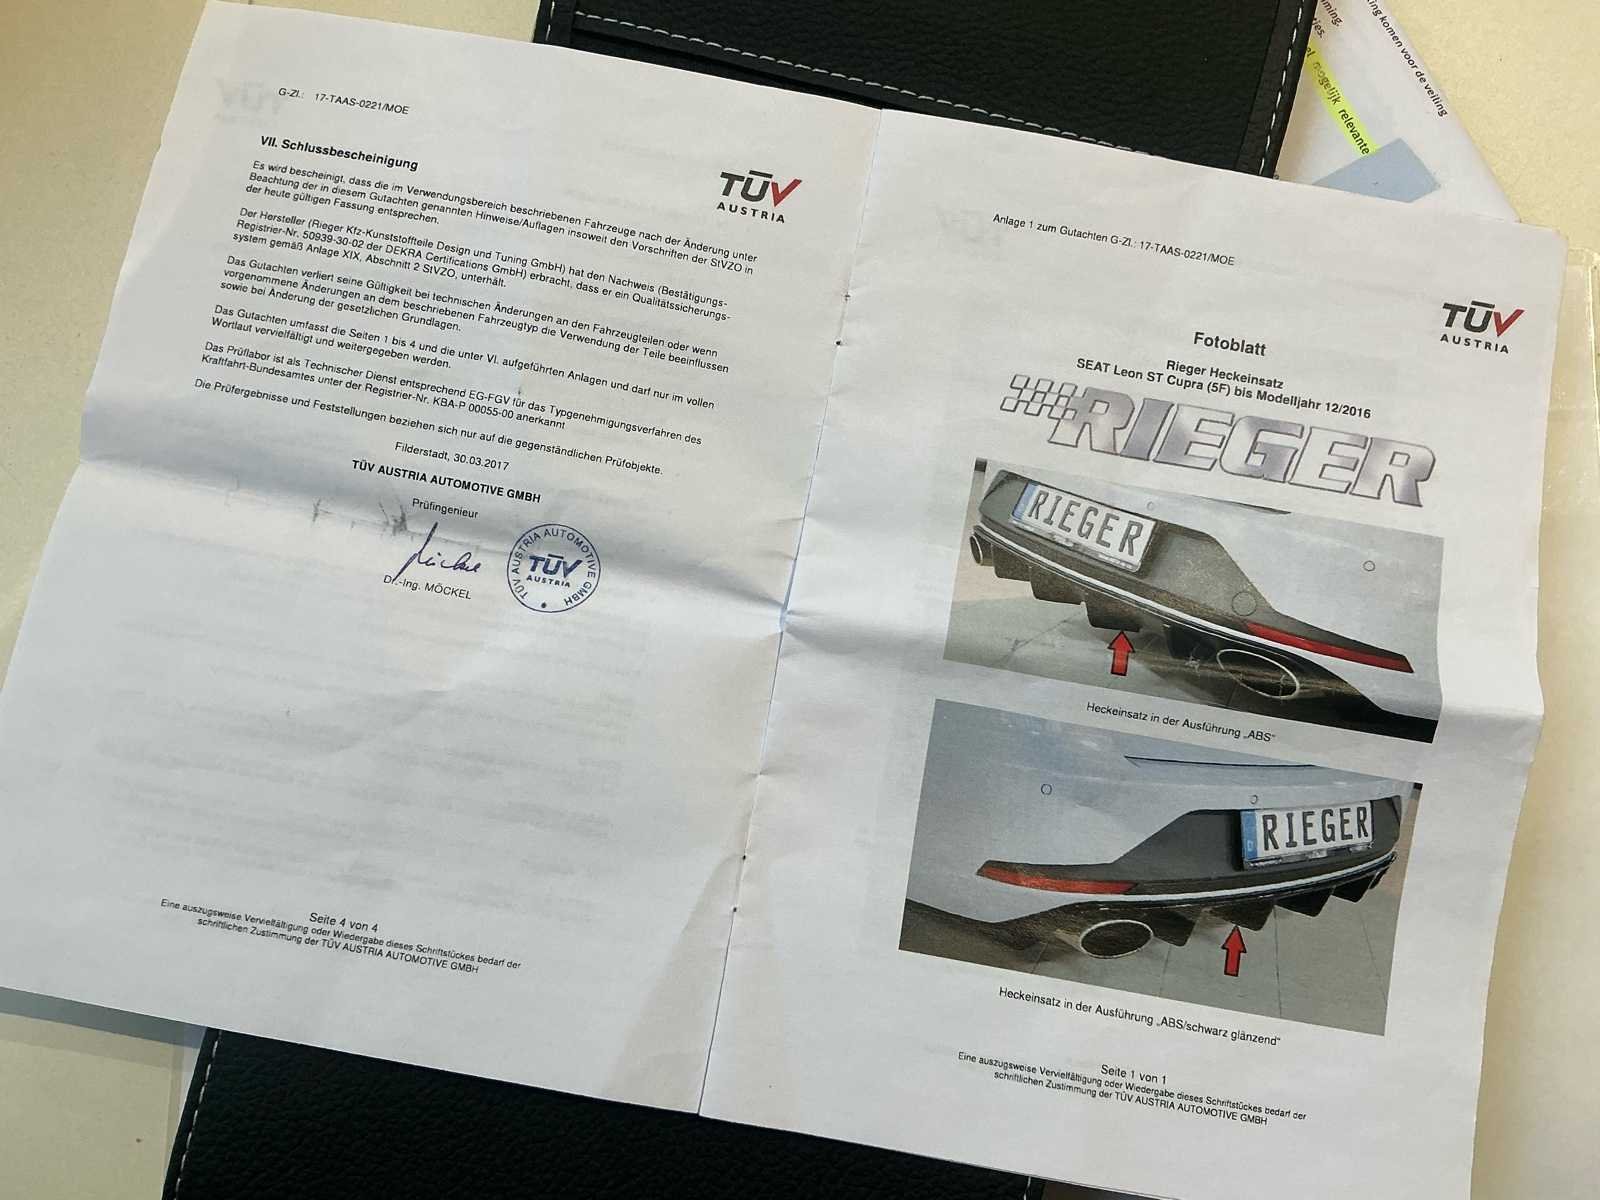 G-Zl.: 17-TAAS-0221/MOE
TÜV
AUSTRIA
VII. Schlussbescheinigung
Es wird bescheinigt, dass die im Verwendungsbereich beschriebenen Fahrzeuge nach der Änderung unter
Beachtung der in diesem Gutachten genannten Hinweise/Auflagen insoweit den Vorschriften der StVZO in
der heute gültigen Fassung entsprechen.
Der Hersteller (Rieger Kfz-Kunststoffteile Design und Tuning GmbH) hat den Nachweis (Bestätigungs-
Registrier-Nr. 50939-30-02 der DEKRA Certifications GmbH) erbracht, dass er ein Qualitätssicherungs-
system gemäß Anlage XIX, Abschnitt 2 StVZO, unterhält.
Das Gutachten verliert seine Gültigkeit bei technischen Änderungen an den Fahrzeugteilen oder wenn
vorgenommene Änderungen an dem beschriebenen Fahrzeugtyp die Verwendung der Teile beeinflussen
sowie bei Änderung der gesetzlichen Grundlagen.
Das Gutachten umfasst die Seiten 1 bis 4 und die unter VI. aufgeführten Anlagen und darf nur im vollen
Wortlaut vervielfältigt und weitergegeben werden.
Das Prüflabor ist als Technischer Dienst entsprechend EG-FGV für das Typgenehmigungsverfahren des
Kraftfahrt-Bundesamtes unter der Registrier-Nr. KBA-P 00055-00 anerkannt
Die Prüfergebnisse und Feststellungen beziehen sich nur auf die gegenständlichen Prüfobjekte.
Filderstadt, 30.03.2017
TÜV AUSTRIA AUTOMOTIVE GMBH
Prüfingenieur
Möckel
Dr.-Ing. MÖCKEL
TÜV AUSTRIA AUTOMOTIVE GMBH
TÜV
AUSTRIA
Seite 4 von 4
Eine auszugsweise Vervielfältigung oder Wiedergabe dieses Schriftstückes bedarf der
schriftlichen Zustimmung der TÜV AUSTRIA AUTOMOTIVE GMBH
Anlage 1 zum Gutachten G-Zl.: 17-TAAS-0221/MOE
TÜV
AUSTRIA
Fotoblatt
Rieger Heckeinsatz
SEAT Leon ST Cupra (5F) bis Modelljahr 12/2016
RIEGER
RIEGER
Heckeinsatz in der Ausführung „ABS“
D RIEGER
Heckeinsatz in der Ausführung „ABS/schwarz glänzend“
Seite 1 von 1
Eine auszugsweise Vervielfältigung oder Wiedergabe dieses Schriftstückes bedarf der
schriftlichen Zustimmung der TÜV AUSTRIA AUTOMOTIVE GMBH
komen voor de veiling
mogelijk relevante